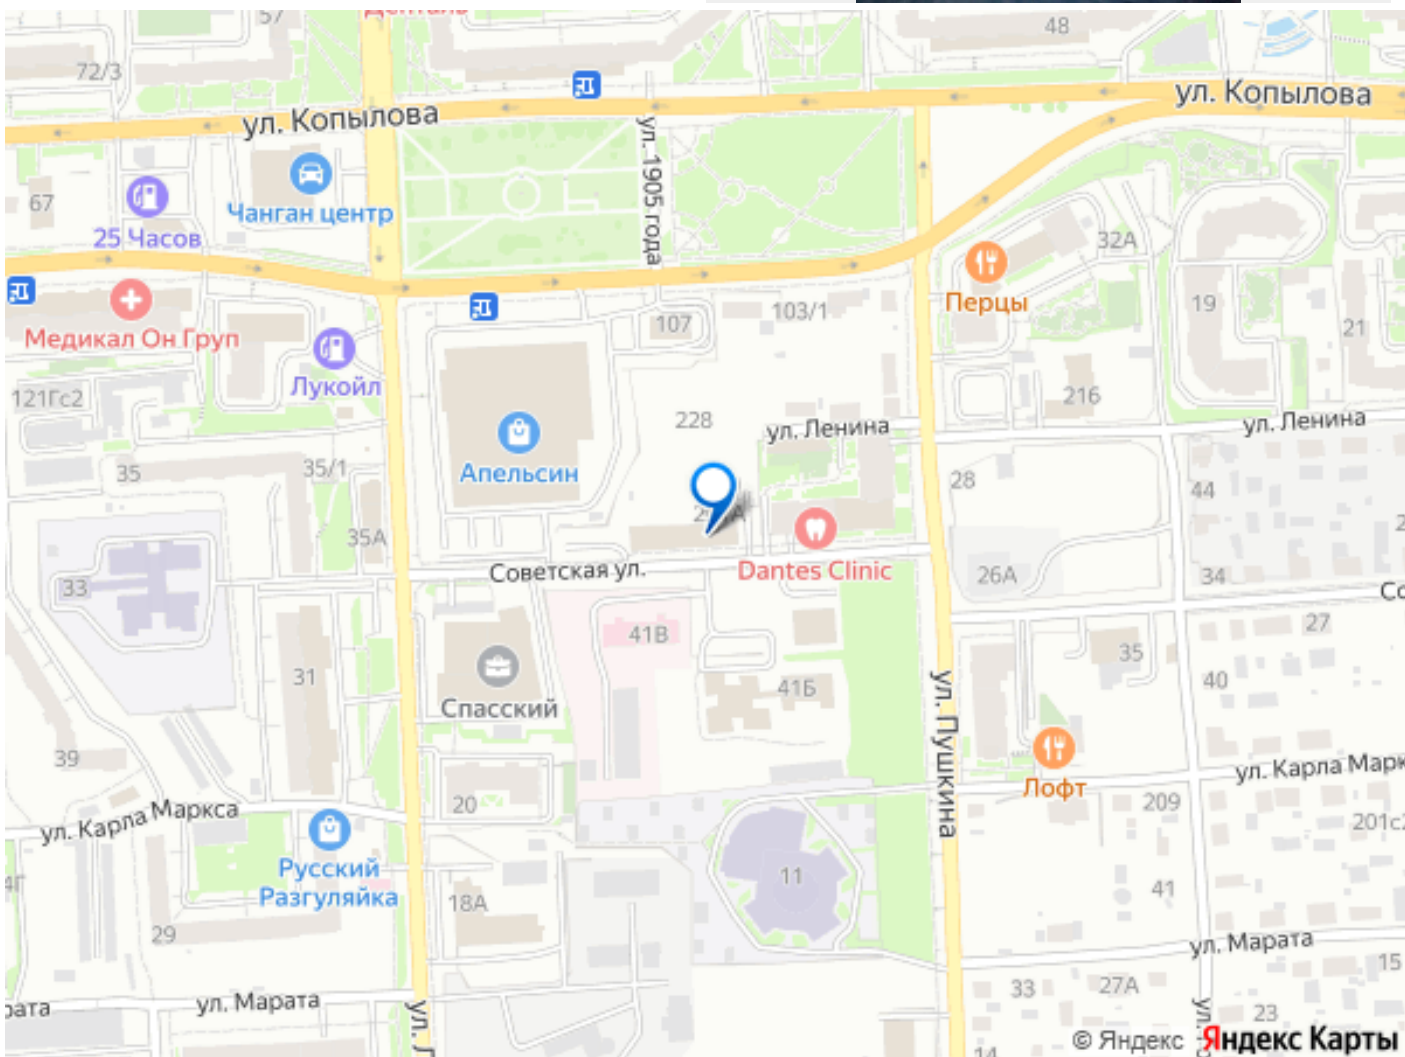 57
48
72/3
ул. Копылова
ул. Копылова
ул. 1905 года
67
Чанган центр
25 Часов
32А
Перцы
19
21
103/1
107
Медикал Он Груп
Лукойл
121Гс2
216
228
ул. Ленина
ул. Ленина
Апельсин
35
35/1
28
44
35А
Dantes Clinic
Советская ул.
33
26А
34
41В
27
35
31
41Б
40
Спасский
ул. Пушкина
39
Лофт
ул. Карла Марк
20
209
ул. Карла Маркса
201с2
Русский
Разгуляйка
11
41
18А
29
ул. Марата
15
33
27А
ул. Марата
23
14
© Яндекс Яндекс Карты